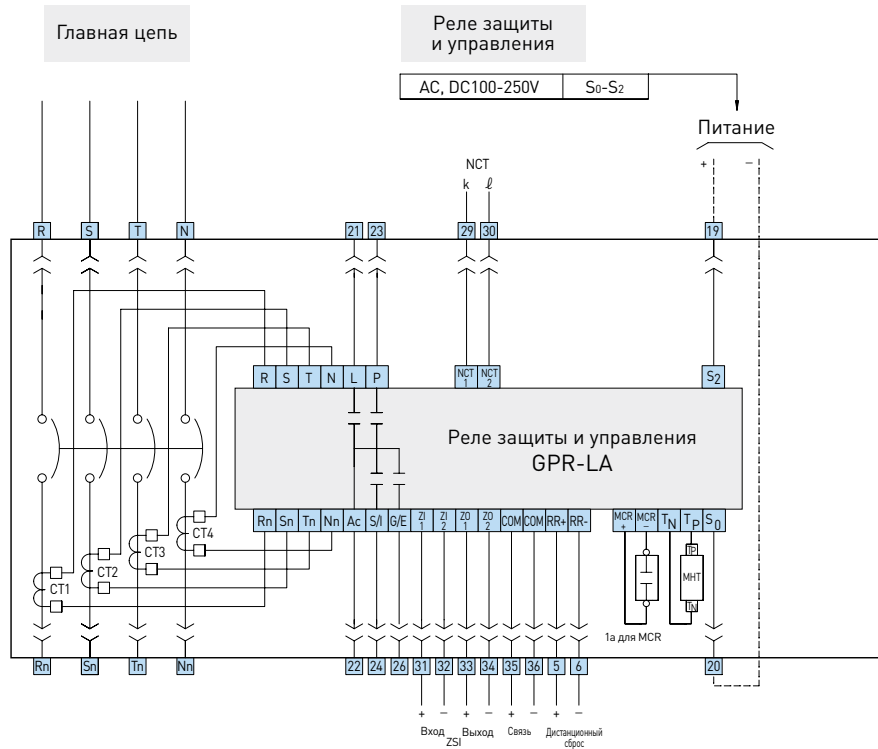 Главная цепь
Реле защиты
и управления
AC, DC100-250V S0-S2
Питание
+ −
NCT
k ℓ
R S T N 21 23 29 30 19
R S T N L P NCT 1 NCT 2 S2
Реле защиты и управления
GPR-LA
Rn Sn Tn Nn Ac S/I G/E ZI 1 ZI 2 ZO 1 ZO 2 COM COM RR+ RR- MCR + MCR − TN TP S0
CT4
CT3
CT2
CT1
TP
МНТ
TN
1a для MCR
Rn Sn Tn Nn 22 24 26 31 32 33 34 35 36 5 6 20
+ − + − + − + −
Вход Выход Связь Дистанционный
ZSI сброс